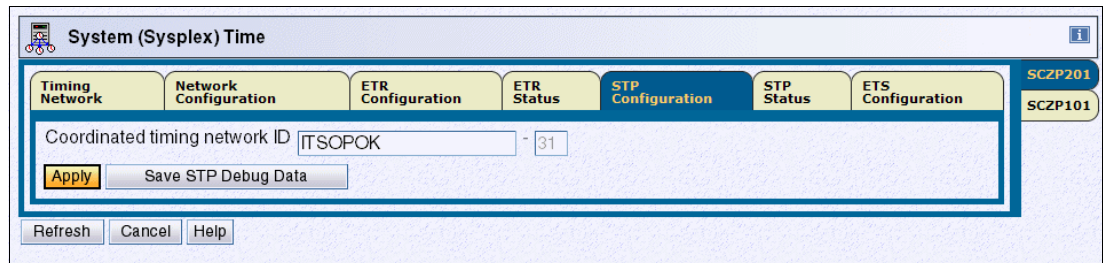 System (Sysplex) Time
i
Timing Network
Network Configuration
ETR Configuration
ETR Status
STP Configuration
STP Status
ETS Configuration
SCZP201
SCZP101
Coordinated timing network ID ITSOPOK - 31
Apply Save STP Debug Data
Refresh Cancel Help